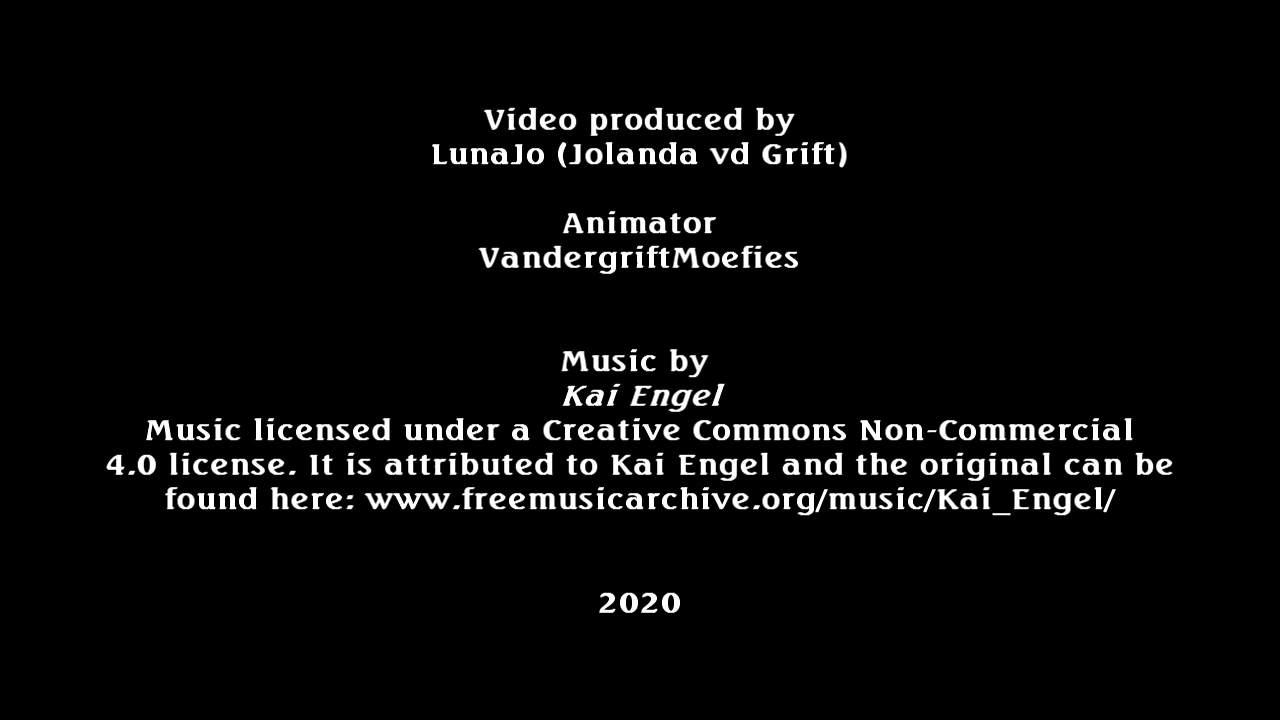 Video produced by
LunaJo (Jolanda vd Grift)
Animator
VandergriftMoefies
Music by
Kai Engel
Music licensed under a Creative Commons Non-Commercial
4.0 license. It is attributed to Kai Engel and the original can be
found here: www.freemusicarchive.org/music/Kai_Engel/
2020